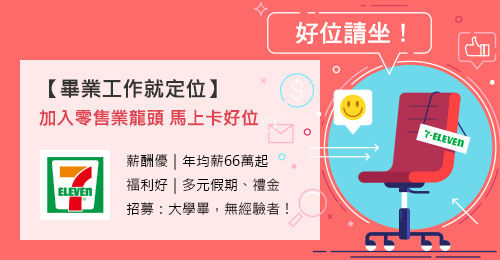 好位請坐！
【畢業工作就定位】
加入零售業龍頭 馬上卡好位
薪酬優｜年均薪66萬起
福利好｜多元假期、禮金
招募：大學畢，無經驗者！
7
ELEVEN
7-ELEVEN
$